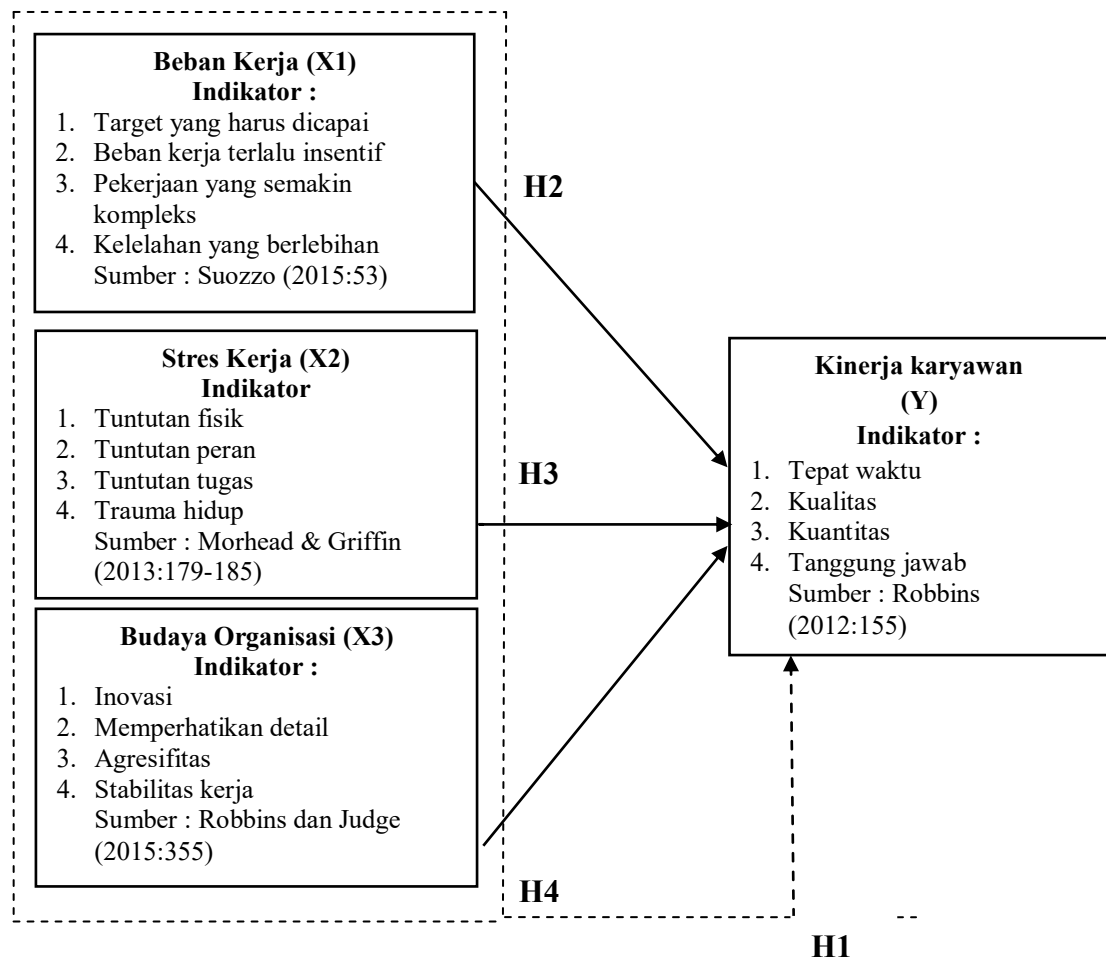 Beban Kerja (X1)
Indikator :
1. Target yang harus dicapai
2. Beban kerja terlalu insentif
3. Pekerjaan yang semakin
kompleks
4. Kelelahan yang berlebihan
Sumber : Suozzo (2015:53)
H2
Stres Kerja (X2)
Indikator
1. Tuntutan fisik
2. Tuntutan peran
3. Tuntutan tugas
4. Trauma hidup
Sumber : Morhead & Griffin
(2013:179-185)
H3
Kinerja karyawan
(Y)
Indikator :
1. Tepat waktu
2. Kualitas
3. Kuantitas
4. Tanggung jawab
Sumber : Robbins
(2012:155)
Budaya Organisasi (X3)
Indikator :
1. Inovasi
2. Memperhatikan detail
3. Agresifitas
4. Stabilitas kerja
Sumber : Robbins dan Judge
(2015:355)
H4
H1